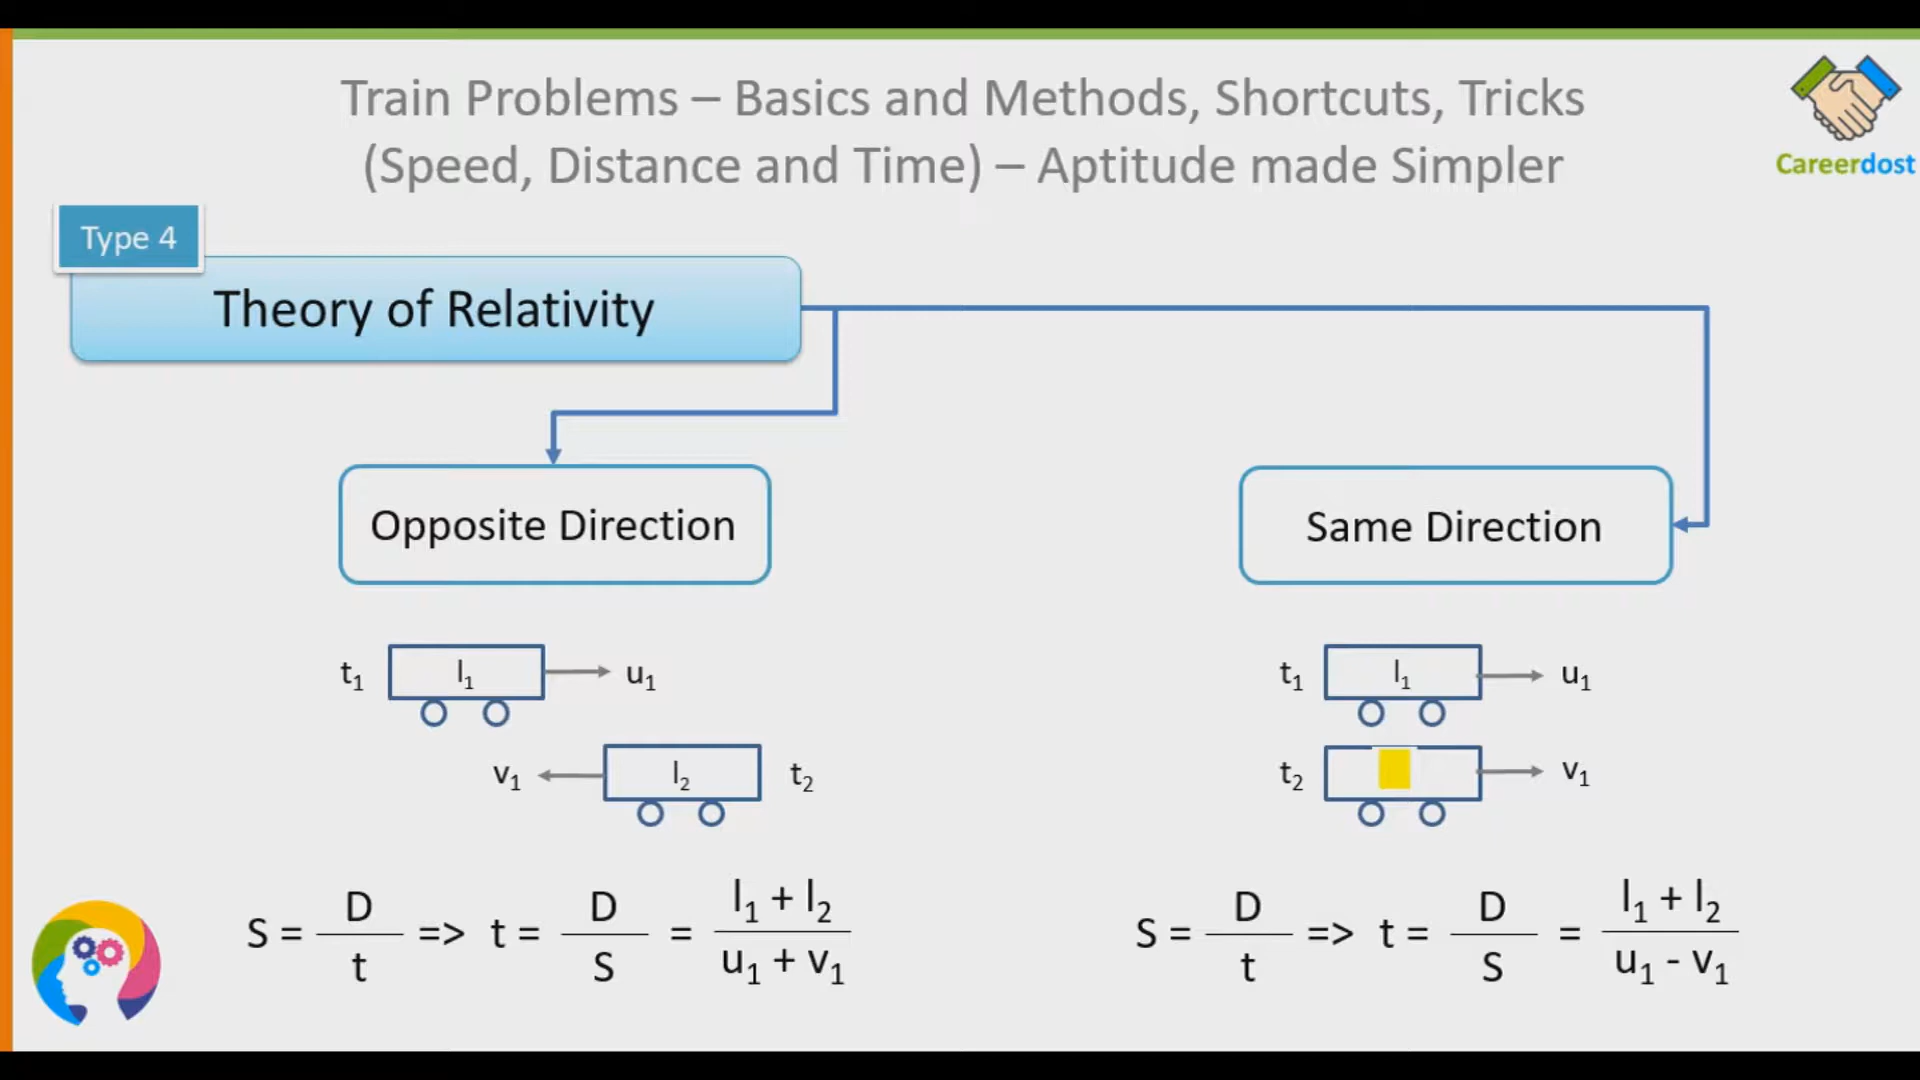 Train Problems – Basics and Methods, Shortcuts, Tricks
(Speed, Distance and Time) – Aptitude made Simpler
Careerdost
Type 4
Theory of Relativity
Opposite Direction
Same Direction
t₁ l₁ u₁
v₁ l₂ t₂
t₁ l₁ u₁
t₂ v₁
S = D/t => t = D/S = (l₁ + l₂)/(u₁ + v₁)
S = D/t => t = D/S = (l₁ + l₂)/(u₁ - v₁)